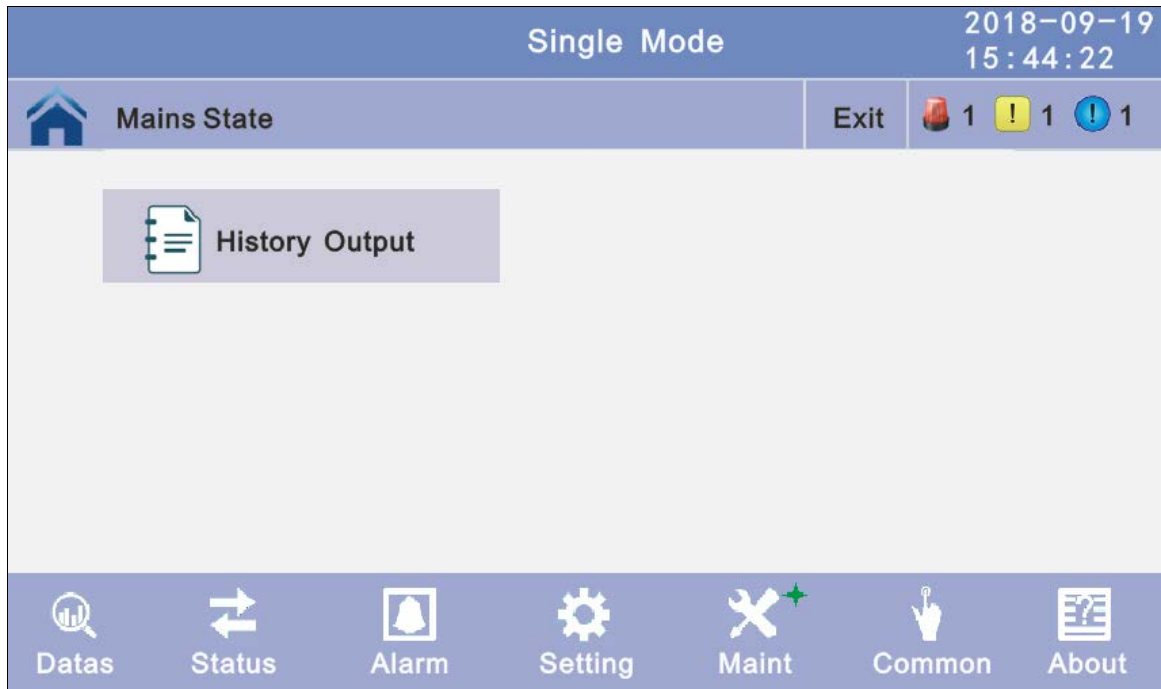 Single Mode
2018-09-19
15:44:22
Mains State
Exit
1
! 1
! 1
History Output
Datas
Status
Alarm
Setting
Maint
Common
?
About